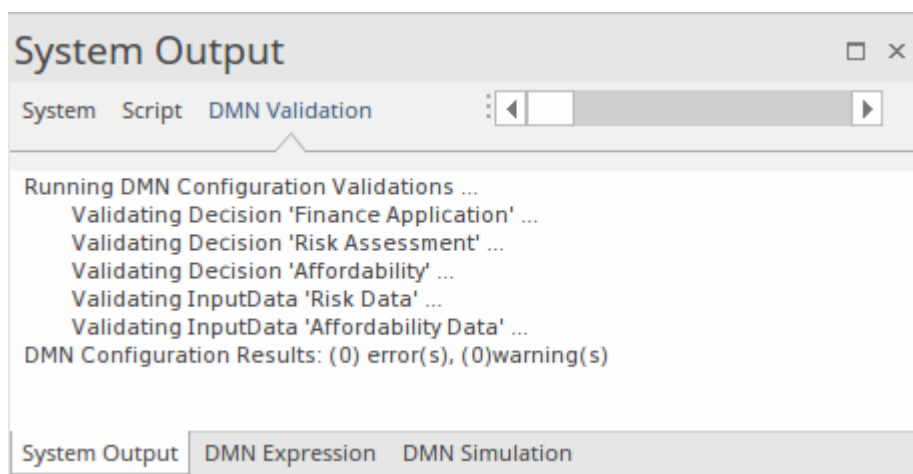 System Output
System Script DMN Validation
Running DMN Configuration Validations ...
Validating Decision 'Finance Application' ...
Validating Decision 'Risk Assessment' ...
Validating Decision 'Affordability' ...
Validating InputData 'Risk Data' ...
Validating InputData 'Affordability Data' ...
DMN Configuration Results: (0) error(s), (0)warning(s)
System Output DMN Expression DMN Simulation